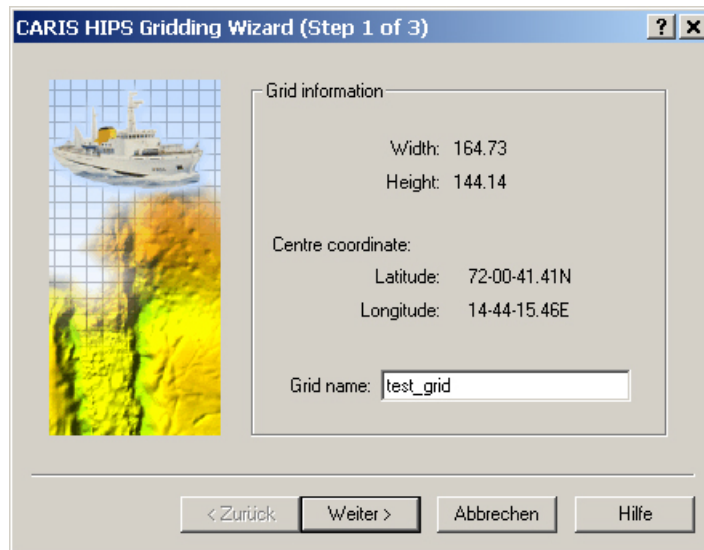 CARIS HIPS Gridding Wizard (Step 1 of 3)
Grid information
Width: 164.73
Height: 144.14
Centre coordinate:
Latitude: 72-00-41.41N
Longitude: 14-44-15.46E
Grid name: test_grid
< Zurück Weiter > Abbrechen Hilfe